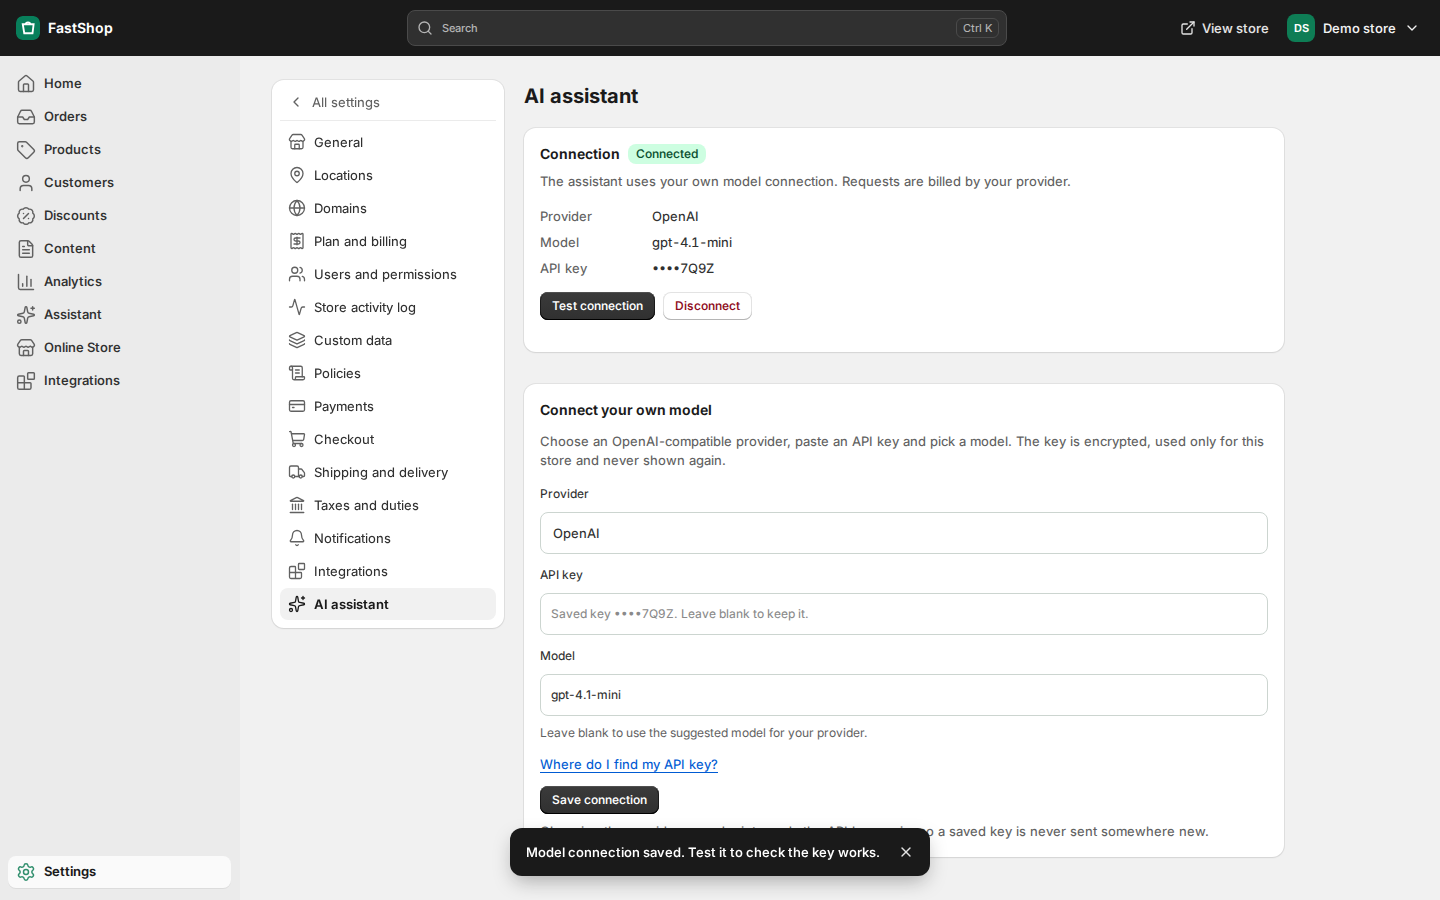 FastShop
Search
Ctrl K
View store
DS
Demo store
Home
Orders
Products
Customers
Discounts
Content
Analytics
Assistant
Online Store
Integrations
Settings
All settings
General
Locations
Domains
Plan and billing
Users and permissions
Store activity log
Custom data
Policies
Payments
Checkout
Shipping and delivery
Taxes and duties
Notifications
Integrations
AI assistant
AI assistant
Connection
Connected
The assistant uses your own model connection. Requests are billed by your provider.
Provider
OpenAI
Model
gpt-4.1-mini
API key
••••7Q9Z
Test connection
Disconnect
Connect your own model
Choose an OpenAI-compatible provider, paste an API key and pick a model. The key is encrypted, used only for this
store and never shown again.
Provider
OpenAI
API key
Saved key ••••7Q9Z. Leave blank to keep it.
Model
gpt-4.1-mini
Leave blank to use the suggested model for your provider.
Where do I find my API key?
Save connection
a saved key is never sent somewhere new.
Model connection saved. Test it to check the key works.